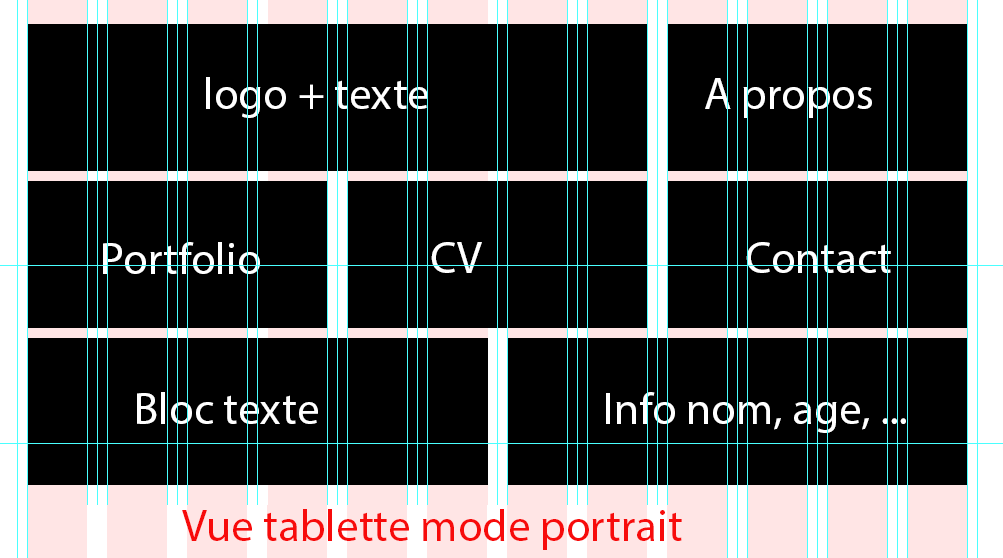 logo + texte
A propos
Portfolio
CV
Contact
Bloc texte
Info nom, age, ...
Vue tablette mode portrait